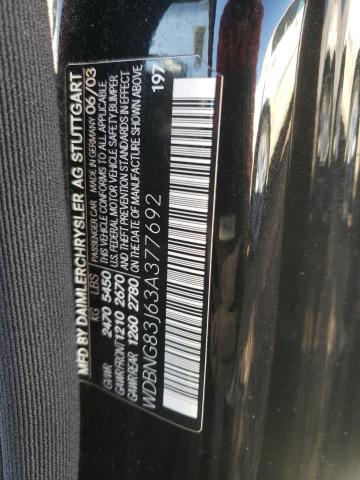 MFD BY DAIMLERCHRYSLER AG STUTTGART
PASSENGER CAR MADE IN GERMANY 06/03
KG LBS THIS VEHICLE CONFORMS TO ALL APPLICABLE
GVWR 2470 5450 U.S. FEDERAL MOTOR VEHICLE SAFETY BUMPER
GAWR FRONT 1210 2670 AND THEFT PREVENTION STANDARDS IN EFFECT
GAWR REAR 1260 2780 ON THE DATE OF MANUFACTURE SHOWN ABOVE
197
WDBNG83J63A377692